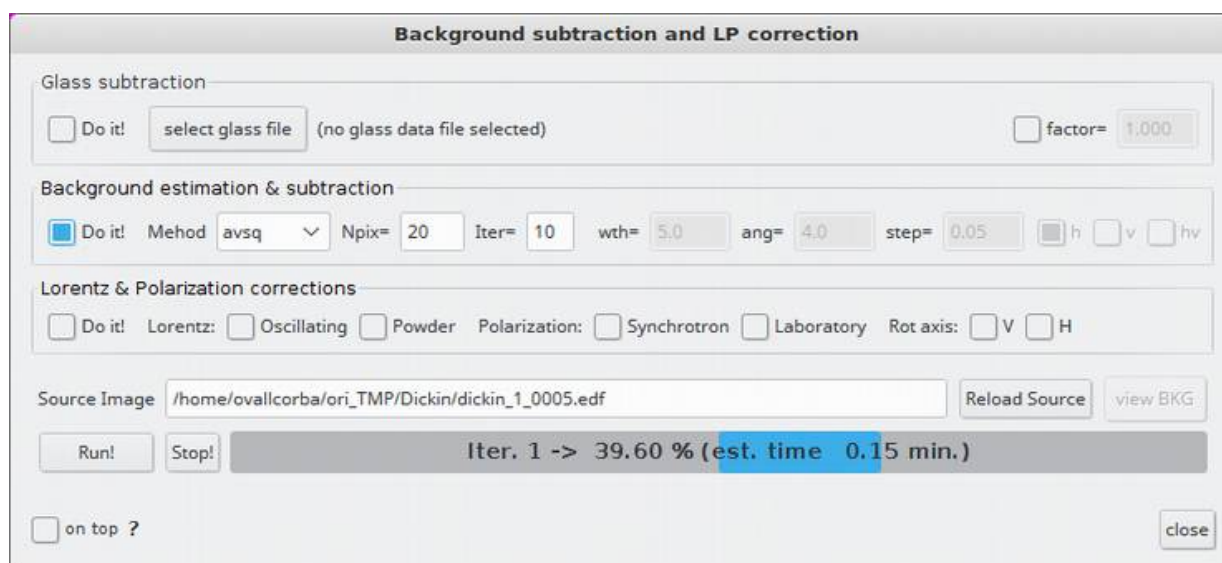 Background subtraction and LP correction
Glass subtraction
Do it! select glass file (no glass data file selected) factor= 1.000
Background estimation & subtraction
Do it! Mehod avsq Npix= 20 Iter= 10 wth= 5.0 ang= 4.0 step= 0.05 h v hv
Lorentz & Polarization corrections
Do it! Lorentz: Oscillating Powder Polarization: Synchrotron Laboratory Rot axis: V H
Source Image /home/ovallcorba/ori_TMP/Dickin/dickin_1_0005.edf Reload Source view BKG
Run! Stop! Iter. 1 -> 39.60 % (est. time 0.15 min.)
on top ? close